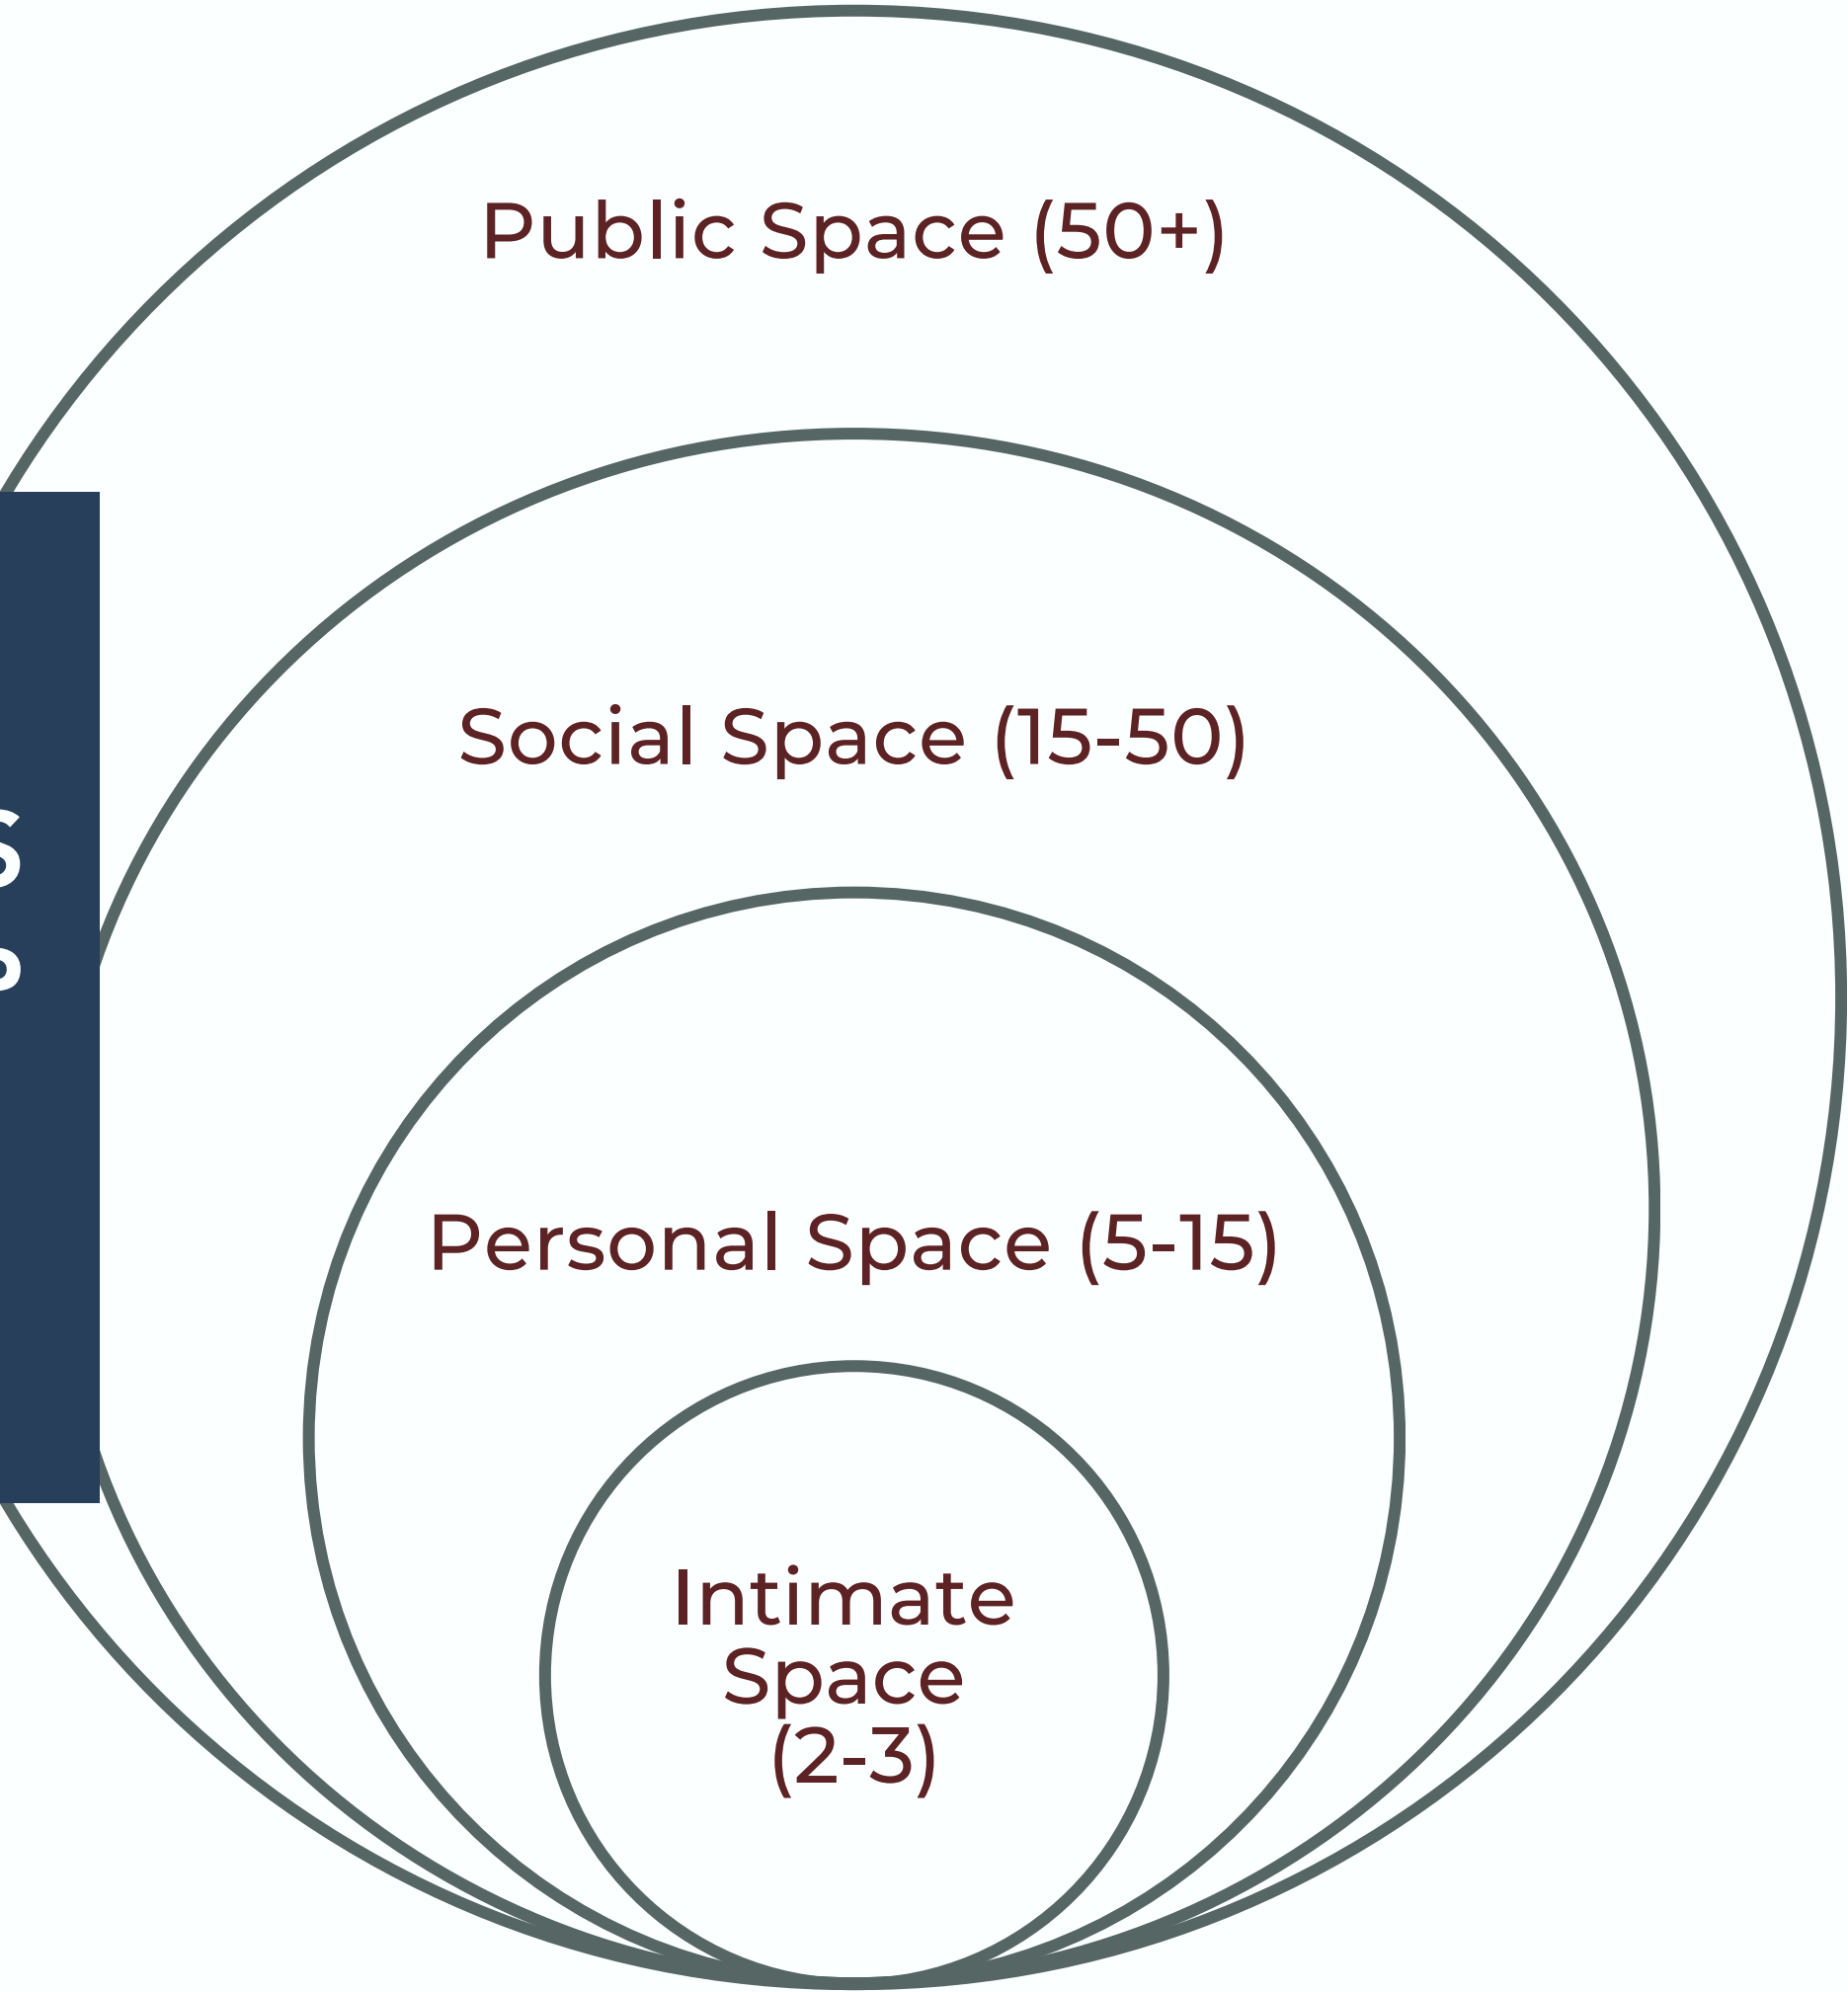 Public Space (50+)
Social Space (15-50)
S
s
Personal Space (5-15)
Intimate
Space
(2-3)